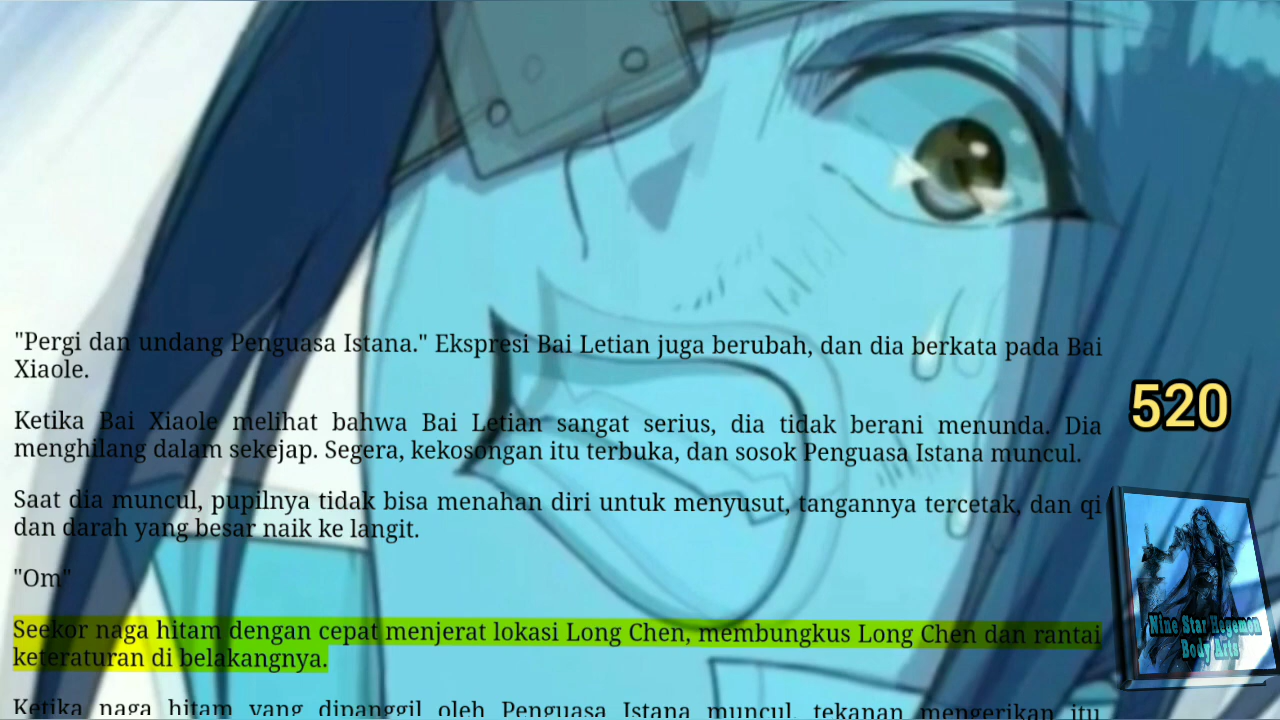 "Pergi dan undang Penguasa Istana." Ekspresi Bai Letian juga berubah, dan dia berkata pada Bai
Xiaole.
Ketika Bai Xiaole melihat bahwa Bai Letian sangat serius, dia tidak berani menunda. Dia
menghilang dalam sekejap. Segera, kekosongan itu terbuka, dan sosok Penguasa Istana muncul.
Saat dia muncul, pupilnya tidak bisa menahan diri untuk menyusut, tangannya tercetak, dan qi
dan darah yang besar naik ke langit.
"Om"
Seekor naga hitam dengan cepat menjerat lokasi Long Chen, membungkus Long Chen dan rantai
keteraturan di belakangnya.
Ketika naga hitam yang dipanggil oleh Penguasa Istana muncul, tekanan mengerikan itu
520
Nine Star Hegemon
Body Arts